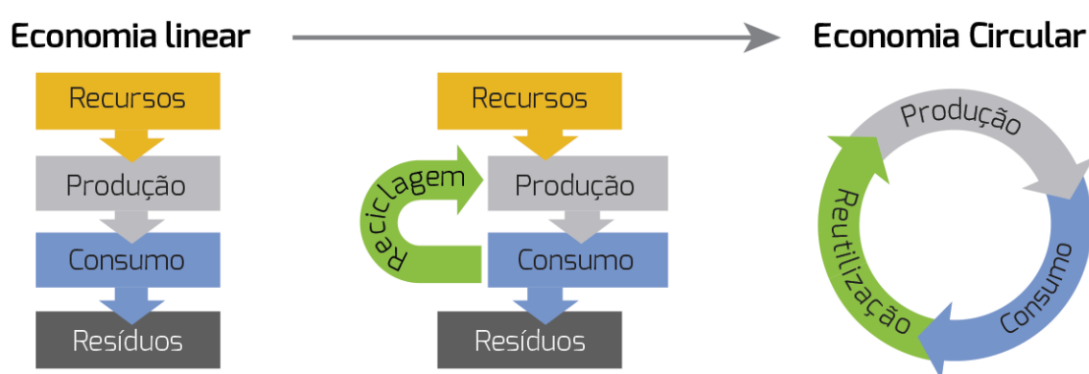 Economia linear
Recursos
Produção
Consumo
Resíduos
Recursos
Reciclagem
Produção
Consumo
Resíduos
Economia Circular
Produção
Consumo
Reutilização